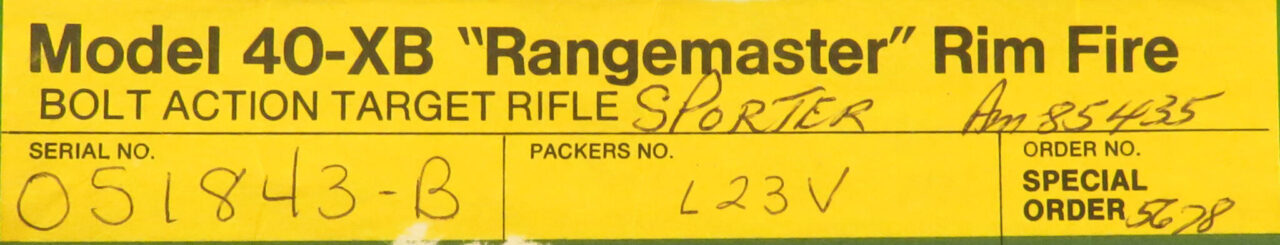 Model 40-XB "Rangemaster" Rim Fire
BOLT ACTION TARGET RIFLE SPORTER Am 85435
SERIAL NO. PACKERS NO. ORDER NO.
051843-B L23V SPECIAL
ORDER 5678